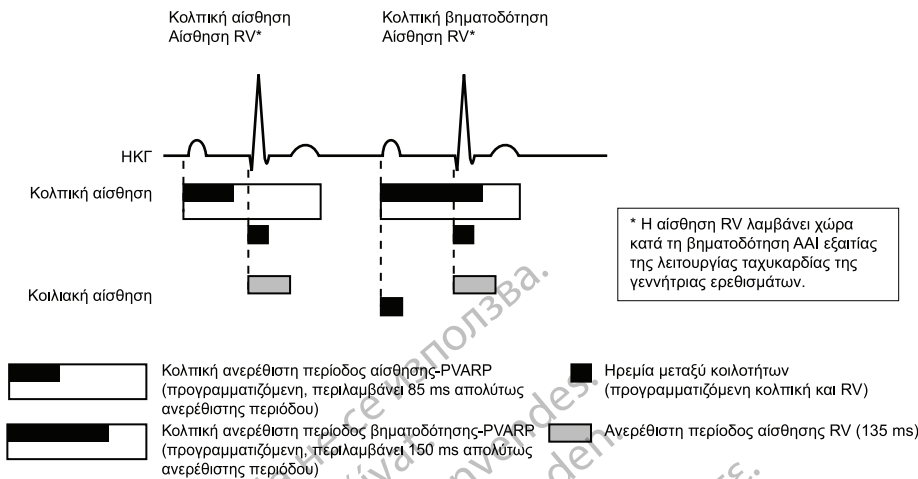 Κολπική αίσθηση
Αίσθηση RV*
Κολπική βηματοδότηση
Αίσθηση RV*
ΗΚΓ
Κολπική αίσθηση
Κοιλιακή αίσθηση
* Η αίσθηση RV λαμβάνει χώρα
κατά τη βηματοδότηση AAI εξαιτίας
της λειτουργίας ταχυκαρδίας της
γεννήτριας ερεθισμάτων.
Κολπική ανερέθιστη περίοδος αίσθησης-PVARP
(προγραμματιζόμενη, περιλαμβάνει 85 ms απολύτως
ανερέθιστης περιόδου)
Κολπική ανερέθιστη περίοδος βηματοδότησης-PVARP
(προγραμματιζόμενη, περιλαμβάνει 150 ms απολύτως
ανερέθιστης περιόδου)
Ηρεμία μεταξύ κοιλοτήτων
(προγραμματιζόμενη κολπική και RV)
Ανερέθιστη περίοδος αίσθησης RV (135 ms)
не се използва.